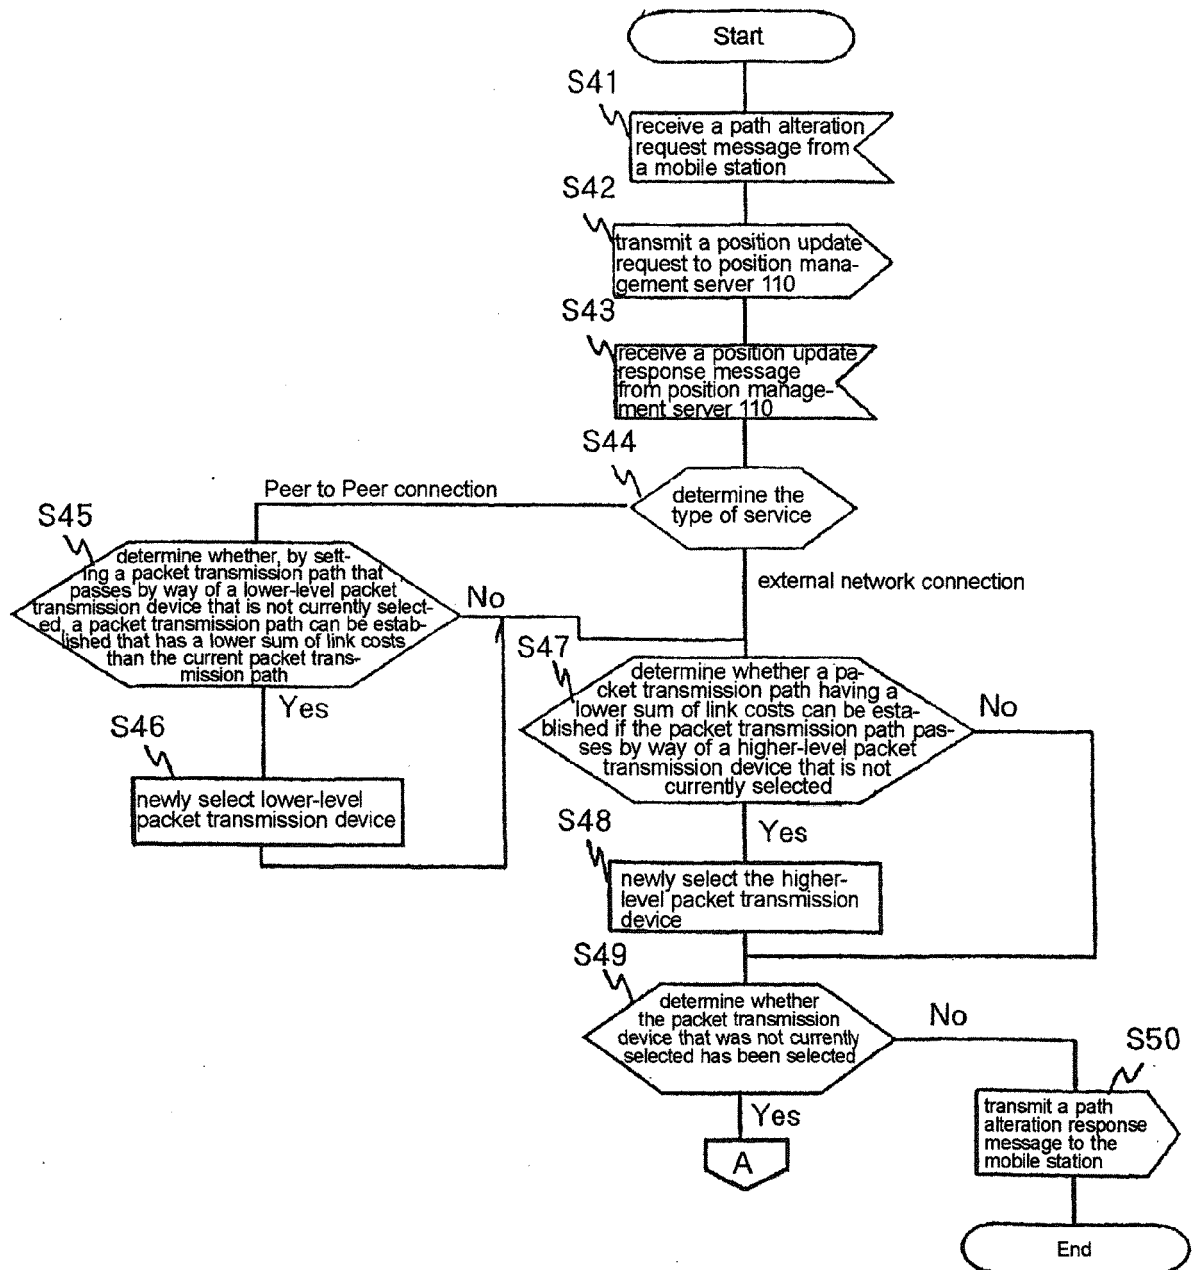 Start
S41
receive a path alteration
request message from
a mobile station
S42
transmit a position update
request to position mana-
gement server 110
S43
receive a position update
response message
from position manage-
ment server 110
S44
determine the
type of service
Peer to Peer connection
external network connection
S45
determine whether, by sett-
ing a packet transmission path that
passes by way of a lower-level packet
transmission device that is not currently select-
ed, a packet transmission path can be estab-
lished that has a lower sum of link costs
than the current packet trans-
mission path
No
Yes
S46
newly select lower-level
packet transmission device
S47
determine whether a pa-
cket transmission path having a
lower sum of link costs can be esta-
blished if the packet transmission path pas-
ses by way of a higher-level packet
transmission device that is not
currently selected
No
Yes
S48
newly select the higher-
level packet transmission
device
S49
determine whether
the packet transmission
device that was not currently
selected has been selected
No
Yes
A
S50
transmit a path
alteration response
message to the
mobile station
End